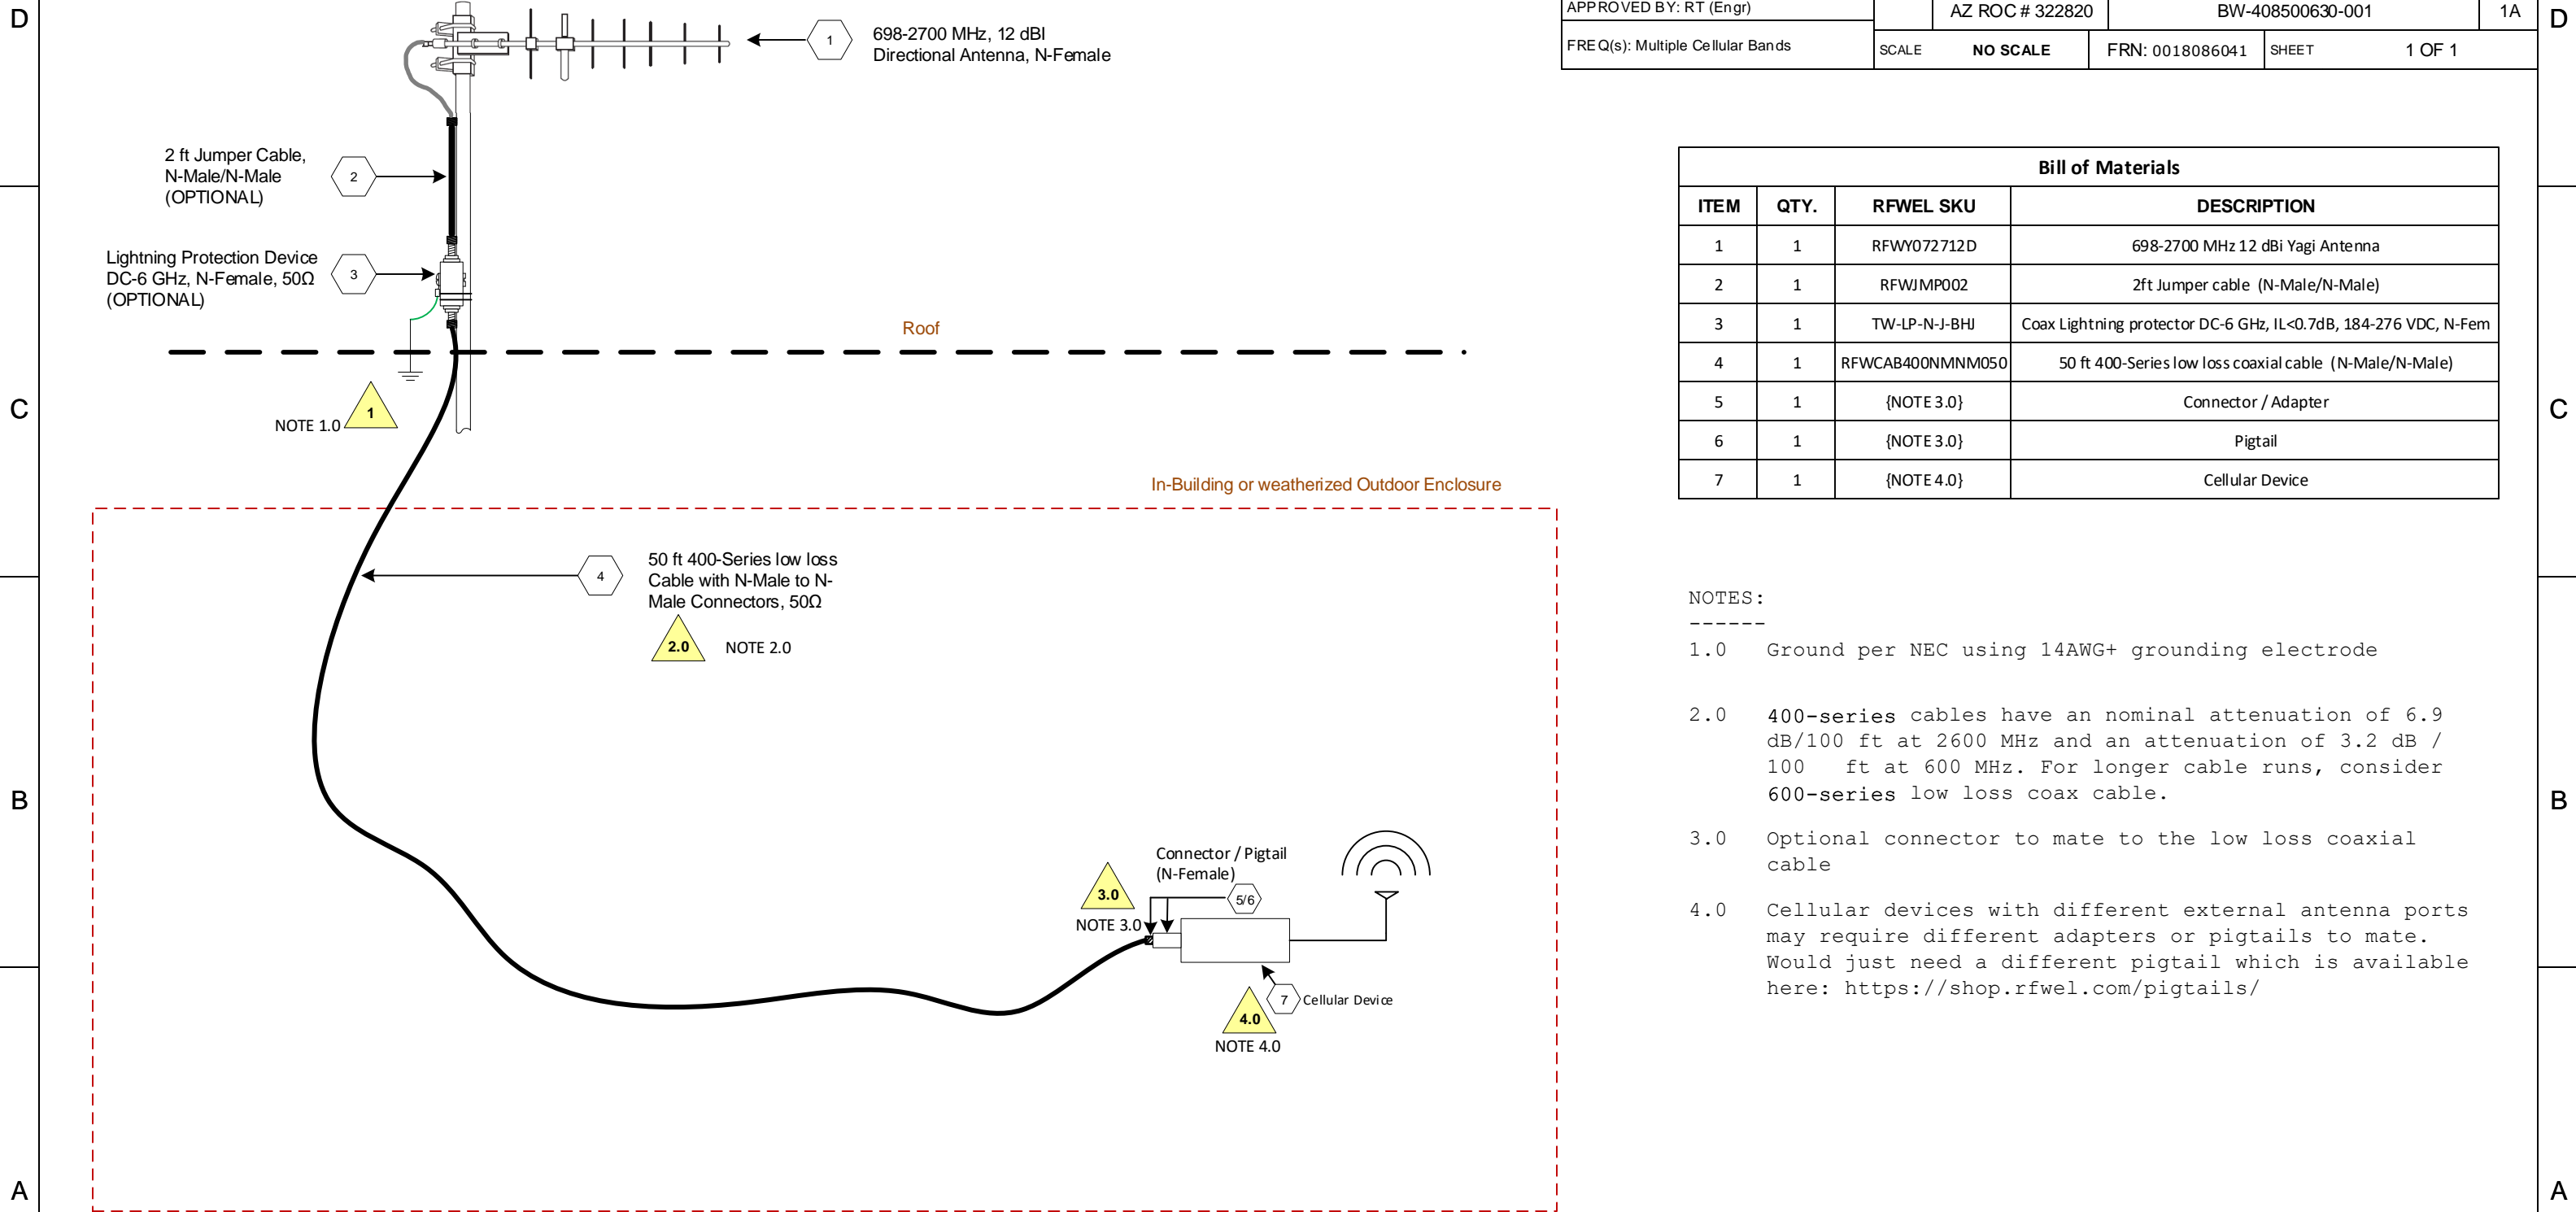 D
APPROVED BY: RT (Engr)
AZ ROC # 322820
BW-408500630-001
1A
D
FREQ(s): Multiple Cellular Bands
SCALE
NO SCALE
FRN: 0018086041
SHEET
1 OF 1
1
698-2700 MHz, 12 dBI
Directional Antenna, N-Female
2 ft Jumper Cable,
N-Male/N-Male
(OPTIONAL)
2
Lightning Protection Device
DC-6 GHz, N-Female, 50Ω
(OPTIONAL)
3
Roof
1
NOTE 1.0
C
In-Building or weatherized Outdoor Enclosure
4
50 ft 400-Series low loss
Cable with N-Male to N-
Male Connectors, 50Ω
2.0
NOTE 2.0
B
Connector / Pigtail
(N-Female)
5/6
3.0
NOTE 3.0
7
Cellular Device
4.0
NOTE 4.0
A
Bill of Materials
ITEM QTY. RFWEL SKU DESCRIPTION
1 1 RFWY072712D 698-2700 MHz 12 dBi Yagi Antenna
2 1 RFWJMP002 2ft Jumper cable (N-Male/N-Male)
3 1 TW-LP-N-J-BHJ Coax Lightning protector DC-6 GHz, IL<0.7dB, 184-276 VDC, N-Fem
4 1 RFWCAB400NMNM050 50 ft 400-Series low loss coaxial cable (N-Male/N-Male)
5 1 {NOTE 3.0} Connector / Adapter
6 1 {NOTE 3.0} Pigtail
7 1 {NOTE 4.0} Cellular Device
C
NOTES:
------
1.0 Ground per NEC using 14AWG+ grounding electrode
2.0 400-series cables have an nominal attenuation of 6.9
dB/100 ft at 2600 MHz and an attenuation of 3.2 dB /
100 ft at 600 MHz. For longer cable runs, consider
600-series low loss coax cable.
B
3.0 Optional connector to mate to the low loss coaxial
cable
4.0 Cellular devices with different external antenna ports
may require different adapters or pigtails to mate.
Would just need a different pigtail which is available
here: https://shop.rfwel.com/pigtails/
A